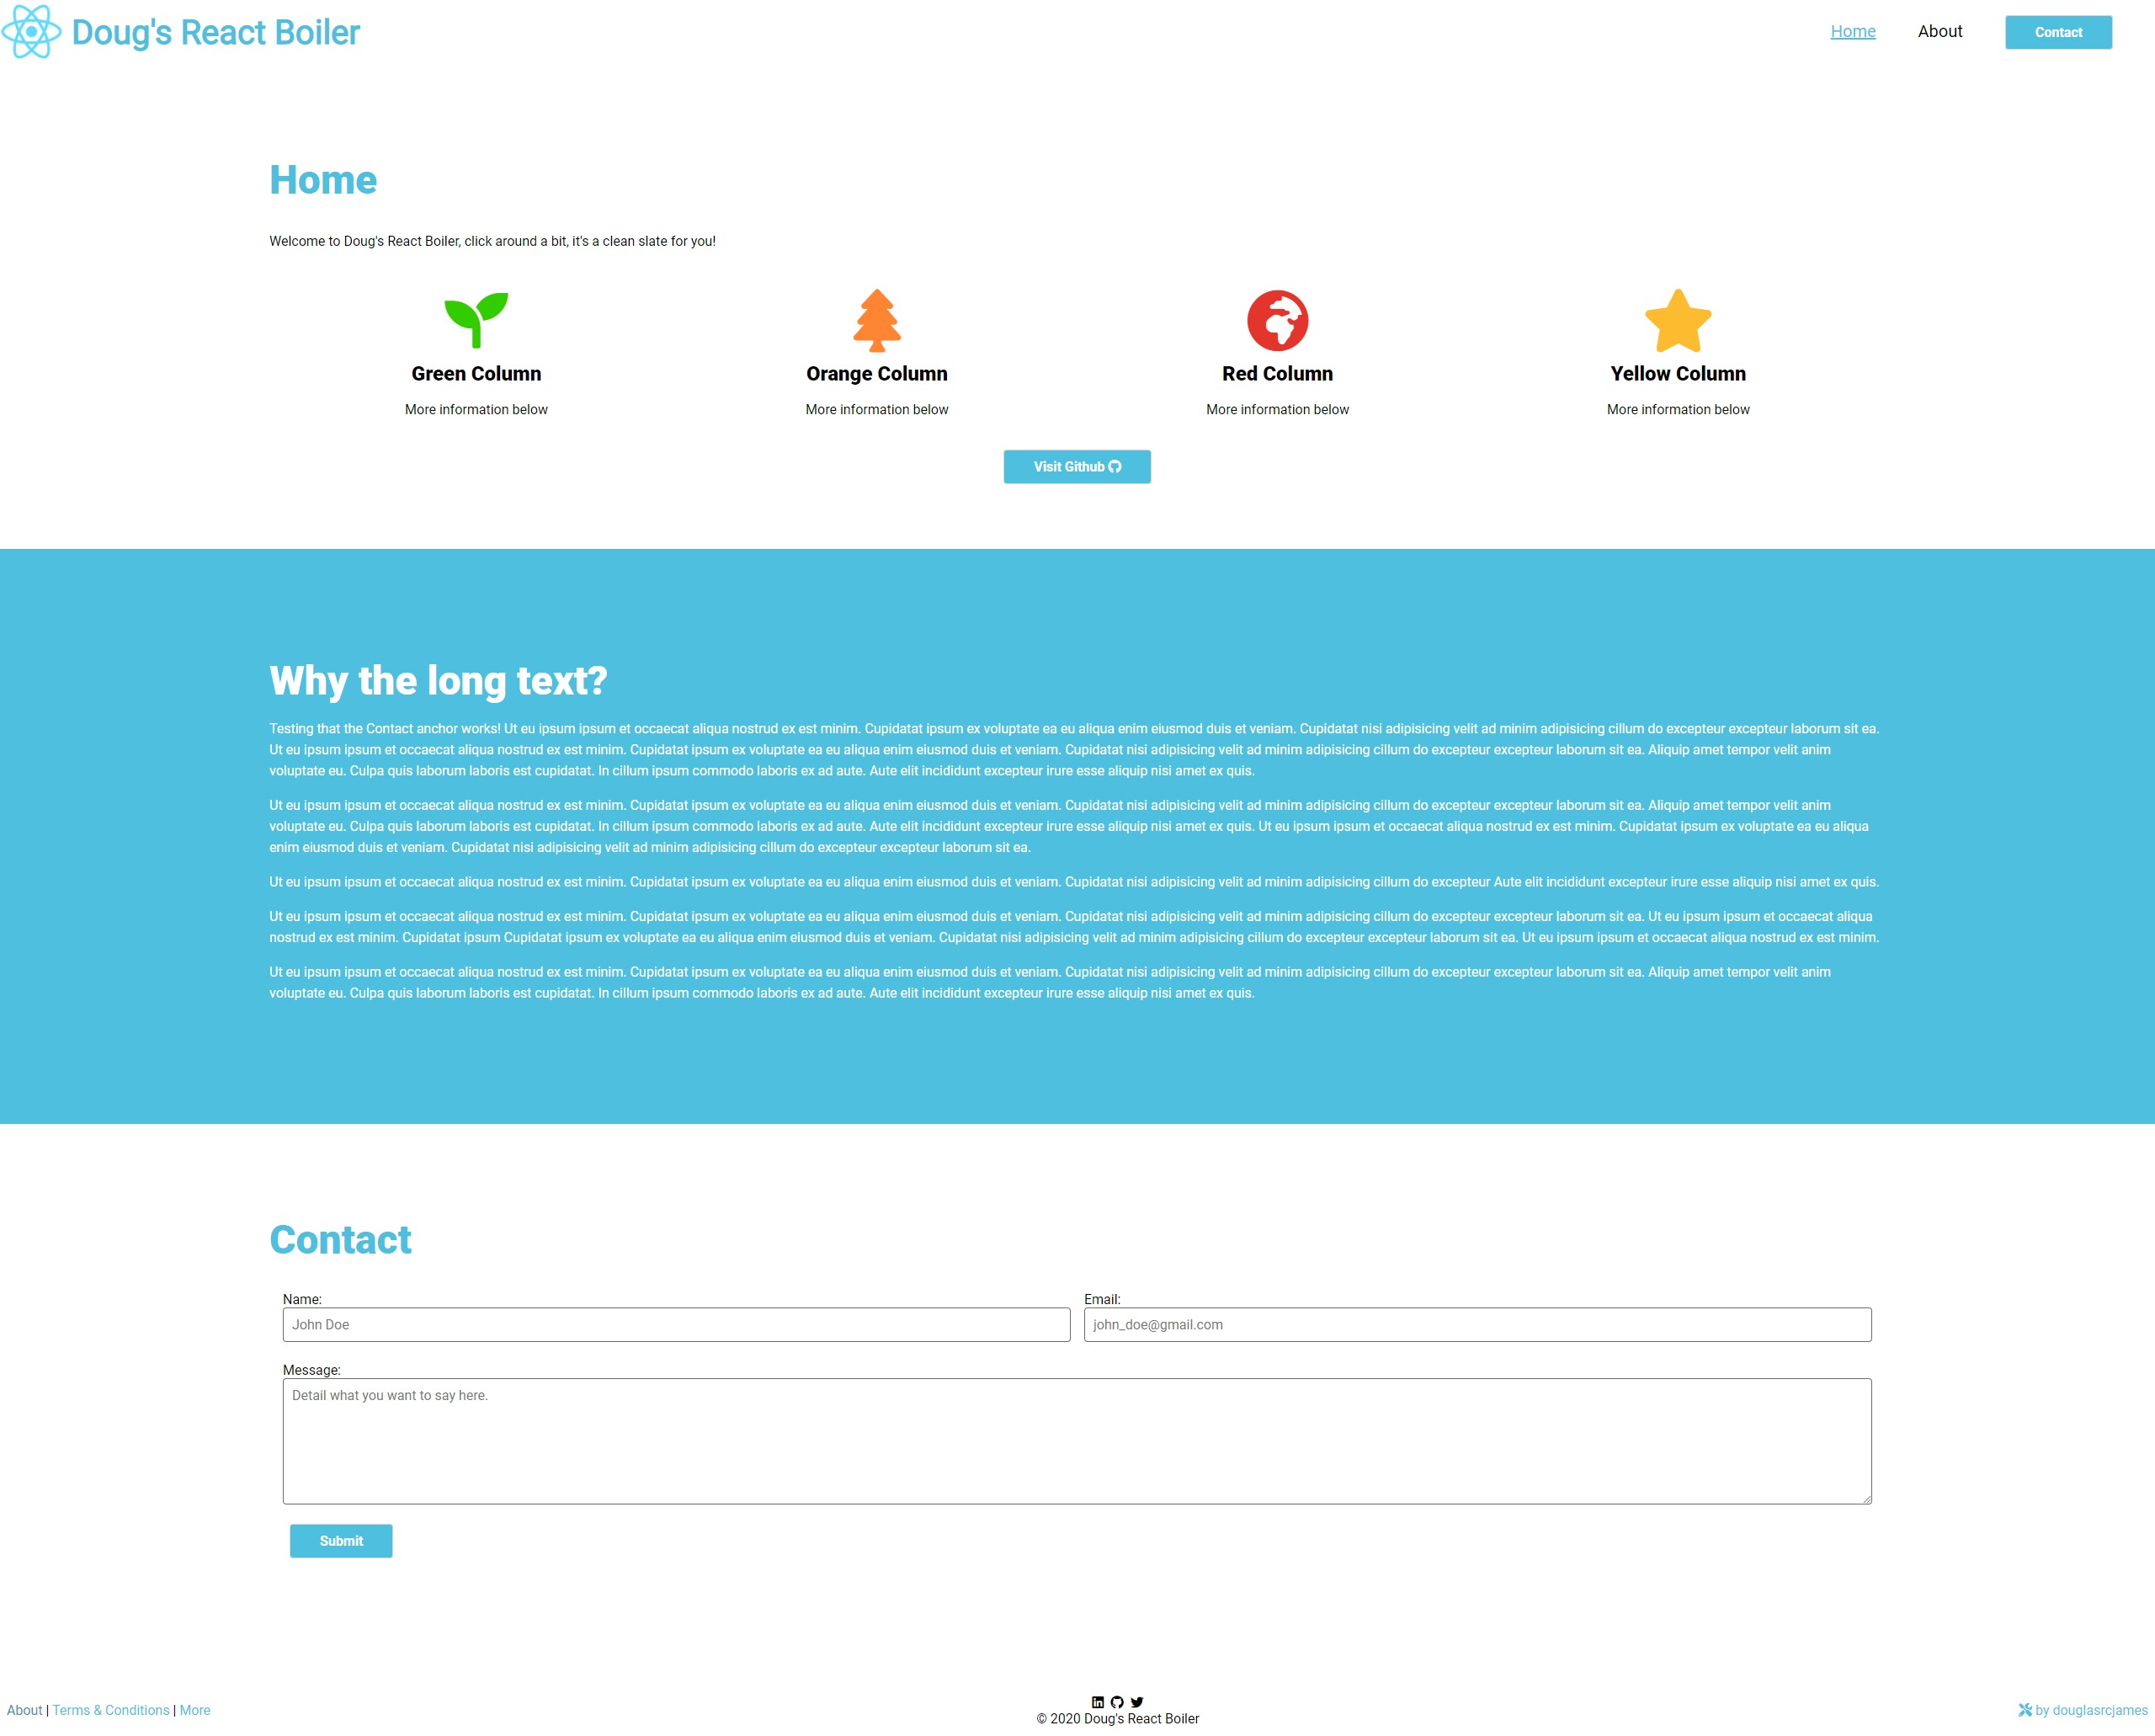 Doug's React Boiler
Home
About
Contact
Home
Welcome to Doug's React Boiler, click around a bit, it's a clean slate for you!
Green Column
Orange Column
Red Column
Yellow Column
More information below
More information below
More information below
More information below
Visit Github
Why the long text?
Testing that the Contact anchor works! Ut eu ipsum ipsum et occaecat aliqua nostrud ex est minim. Cupidatat ipsum ex voluptate ea eu aliqua enim eiusmod duis et veniam. Cupidatat nisi adipisicing velit ad minim adipisicing cillum do excepteur excepteur laborum sit ea.
Ut eu ipsum ipsum et occaecat aliqua nostrud ex est minim. Cupidatat ipsum ex voluptate ea eu aliqua enim eiusmod duis et veniam. Cupidatat nisi adipisicing velit ad minim adipisicing cillum do excepteur excepteur laborum sit ea. Aliquip amet tempor velit anim
voluptate eu. Culpa quis laborum laboris est cupidatat. In cillum ipsum commodo laboris ex ad aute. Aute elit incididunt excepteur irure esse aliquip nisi amet ex quis.
Ut eu ipsum ipsum et occaecat aliqua nostrud ex est minim. Cupidatat ipsum ex voluptate ea eu aliqua enim eiusmod duis et veniam. Cupidatat nisi adipisicing velit ad minim adipisicing cillum do excepteur excepteur laborum sit ea. Aliquip amet tempor velit anim
voluptate eu. Culpa quis laborum laboris est cupidatat. In cillum ipsum commodo laboris ex ad aute. Aute elit incididunt excepteur irure esse aliquip nisi amet ex quis. Ut eu ipsum ipsum et occaecat aliqua nostrud ex est minim. Cupidatat ipsum ex voluptate ea eu aliqua
enim eiusmod duis et veniam. Cupidatat nisi adipisicing velit ad minim adipisicing cillum do excepteur excepteur laborum sit ea.
Ut eu ipsum ipsum et occaecat aliqua nostrud ex est minim. Cupidatat ipsum ex voluptate ea eu aliqua enim eiusmod duis et veniam. Cupidatat nisi adipisicing velit ad minim adipisicing cillum do excepteur Aute elit incididunt excepteur irure esse aliquip nisi amet ex quis.
Ut eu ipsum ipsum et occaecat aliqua nostrud ex est minim. Cupidatat ipsum ex voluptate ea eu aliqua enim eiusmod duis et veniam. Cupidatat nisi adipisicing velit ad minim adipisicing cillum do excepteur excepteur laborum sit ea. Ut eu ipsum ipsum et occaecat aliqua
nostrud ex est minim. Cupidatat ipsum Cupidatat ipsum ex voluptate ea eu aliqua enim eiusmod duis et veniam. Cupidatat nisi adipisicing velit ad minim adipisicing cillum do excepteur excepteur laborum sit ea. Ut eu ipsum ipsum et occaecat aliqua nostrud ex est minim.
Ut eu ipsum ipsum et occaecat aliqua nostrud ex est minim. Cupidatat ipsum ex voluptate ea eu aliqua enim eiusmod duis et veniam. Cupidatat nisi adipisicing velit ad minim adipisicing cillum do excepteur excepteur laborum sit ea. Aliquip amet tempor velit anim
voluptate eu. Culpa quis laborum laboris est cupidatat. In cillum ipsum commodo laboris ex ad aute. Aute elit incididunt excepteur irure esse aliquip nisi amet ex quis.
Contact
Name:
Email:
John Doe
john_doe@gmail.com
Message:
Detail what you want to say here.
Submit
About | Terms & Conditions | More
© 2020 Doug's React Boiler
by douglasrcjames